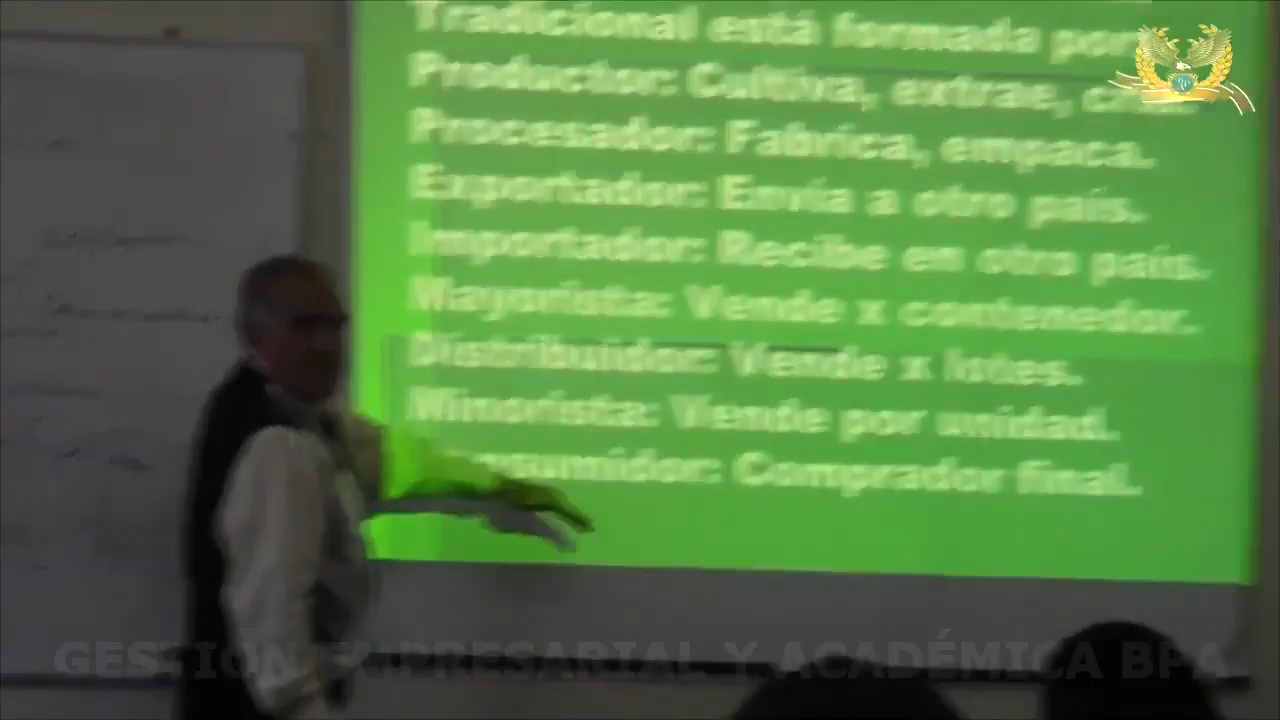 Tradicional está formada por
Productor: Cultiva, extrae,
Procesador: Fabrica, empaca.
Exportador: Envía a otro país.
Importador: Recibe en otro país.
Mayorista: Vende x contenedor.
Distribuidor: Vende x lotes.
Minorista: Vende por unidad.
Comprador final.
GESTIÓN EMPRESARIAL Y ACADÉMICA BPA